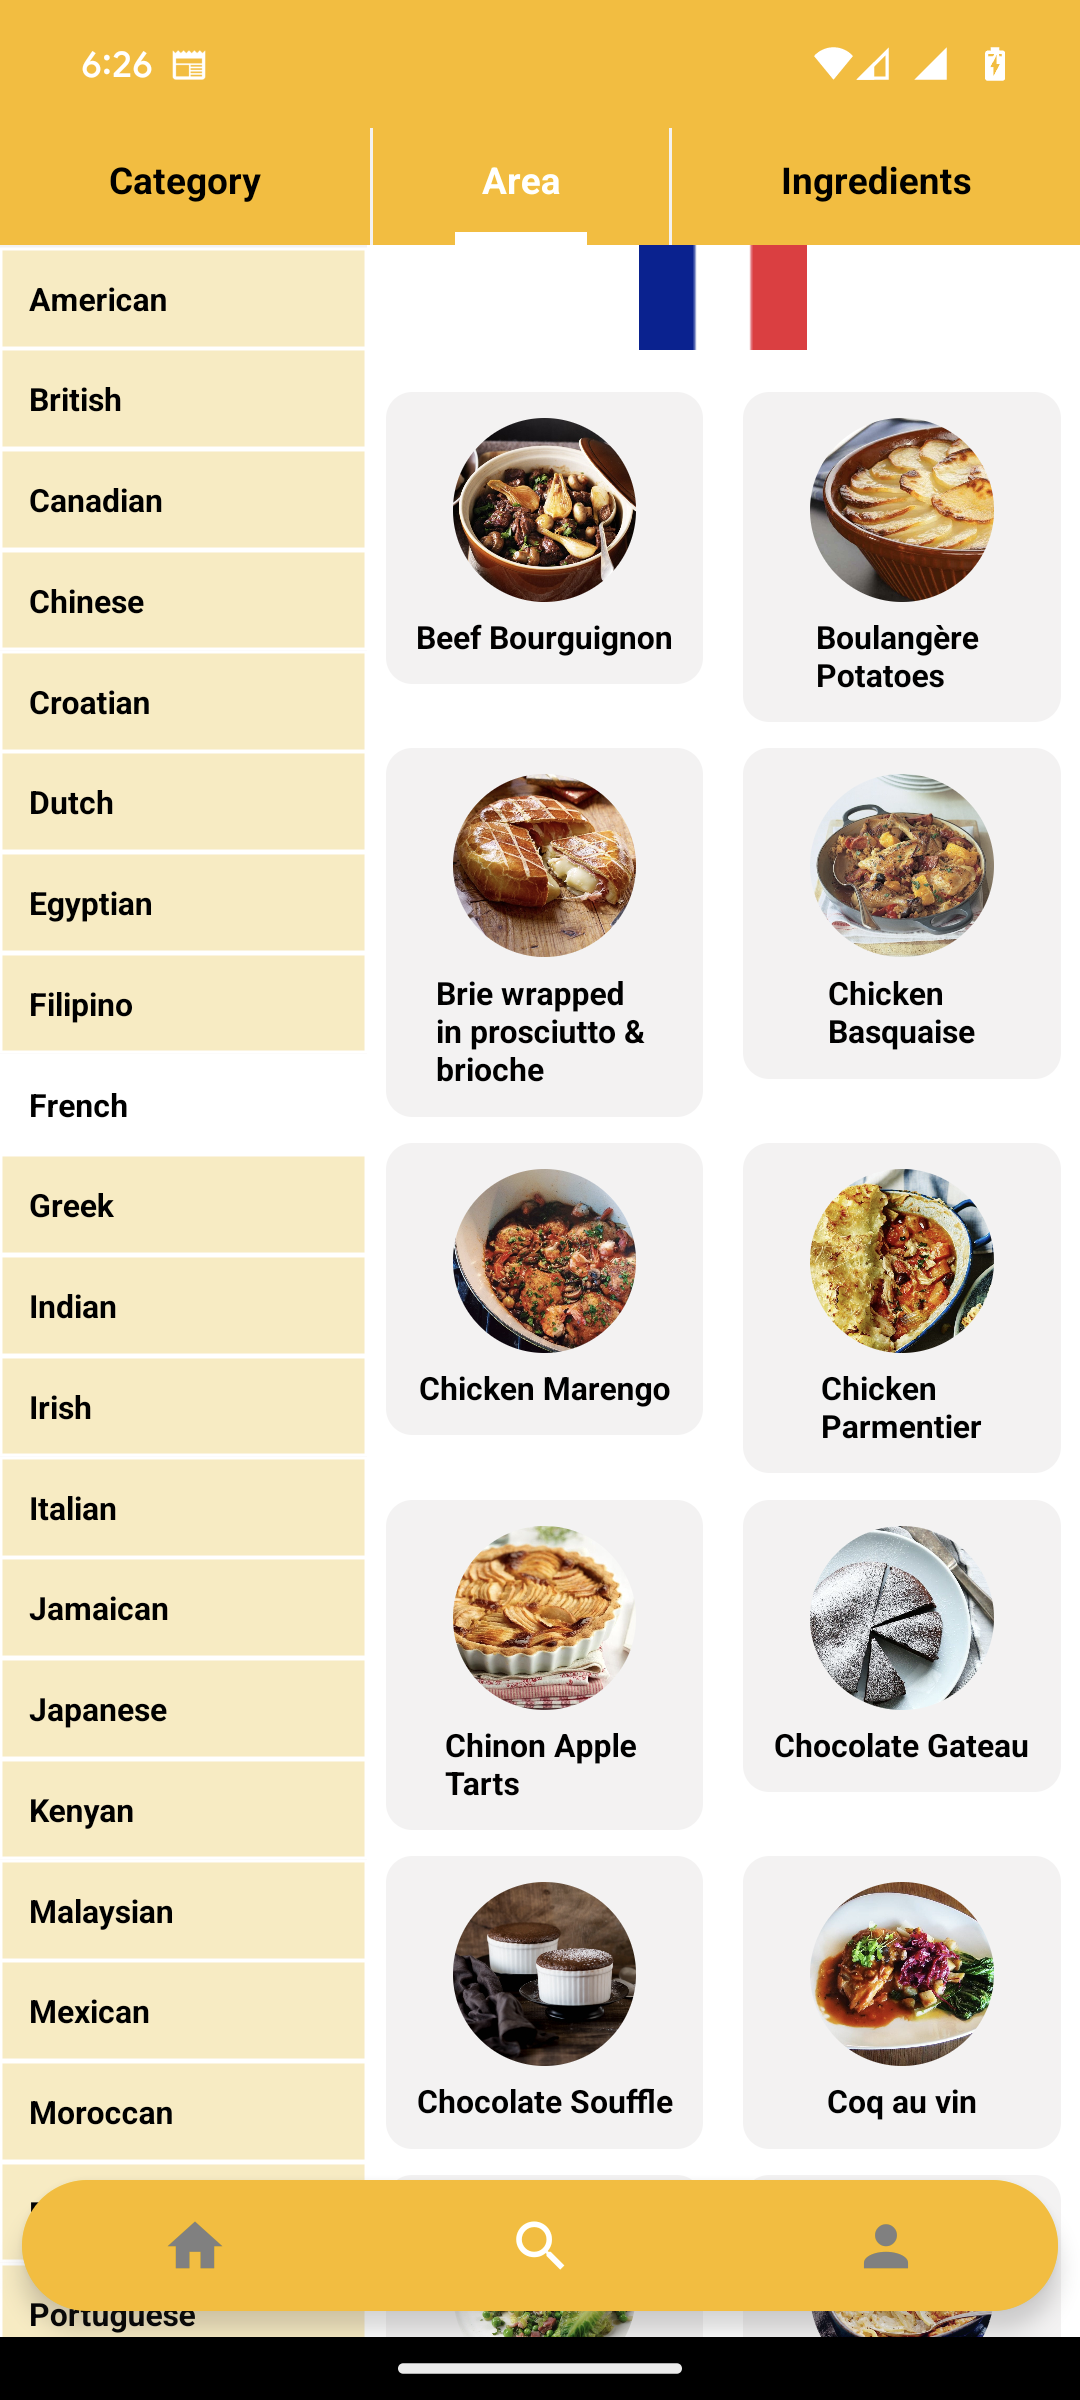 6:26
Category
Area
Ingredients
American
British
Canadian
Chinese
Croatian
Dutch
Egyptian
Filipino
French
Greek
Indian
Irish
Italian
Jamaican
Japanese
Kenyan
Malaysian
Mexican
Moroccan
Portuguese
Beef Bourguignon
Boulangère
Potatoes
Brie wrapped
in prosciutto &
brioche
Chicken
Basquaise
Chicken Marengo
Chicken
Parmentier
Chinon Apple
Tarts
Chocolate Gateau
Chocolate Souffle
Coq au vin